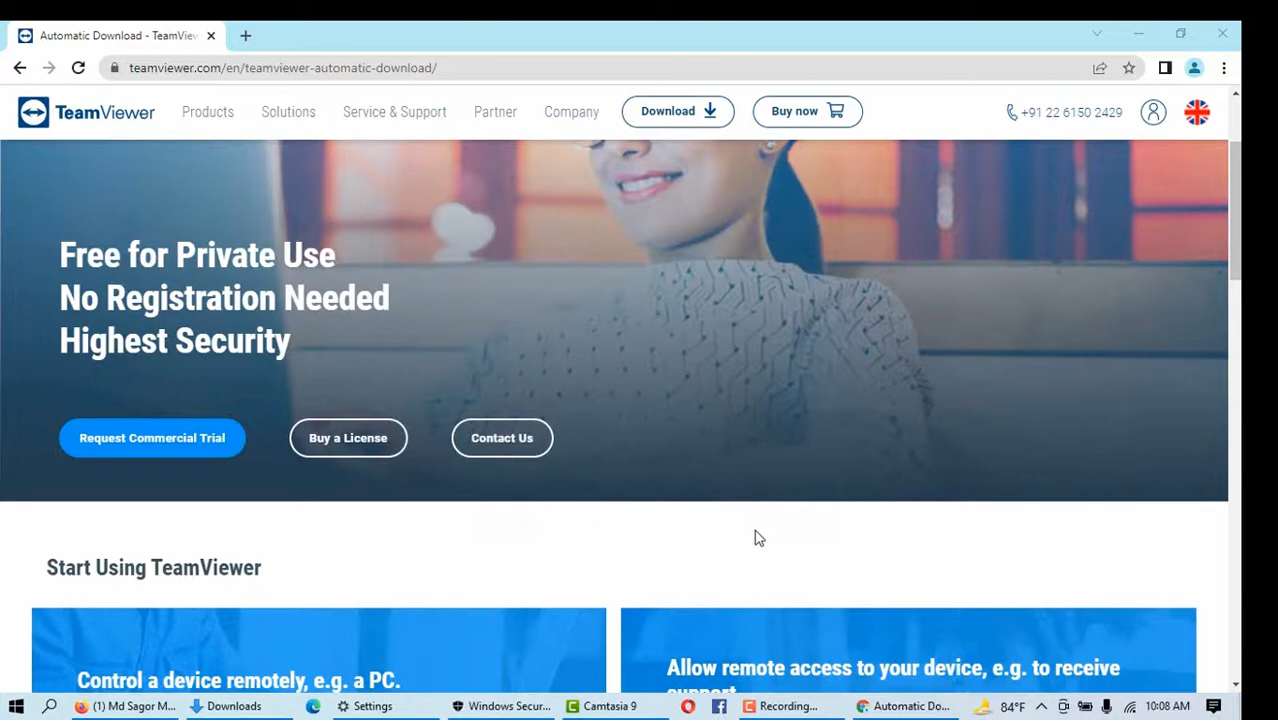 Automatic Download - TeamView
teamviewer.com/en/teamviewer-automatic-download/
TeamViewer Products Solutions Service & Support Partner Company Download Buy now +91 22 6150 2429
Free for Private Use
No Registration Needed
Highest Security
Request Commercial Trial Buy a License Contact Us
Start Using TeamViewer
Control a device remotely, e.g. a PC.
Allow remote access to your device, e.g. to receive
support.
(1) Md Sagor M... Downloads Settings Windows Secur... Camtasia 9 Recording... Automatic Do... 84°F 10:08 AM